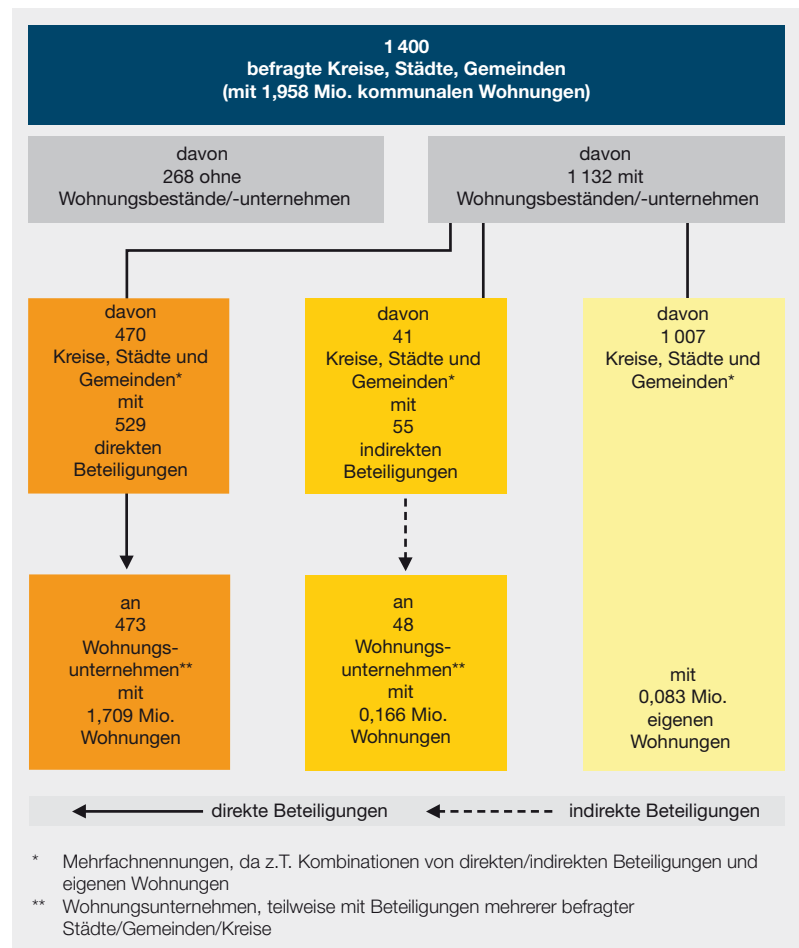 1 400
befragte Kreise, Städte, Gemeinden
(mit 1,958 Mio. kommunalen Wohnungen)
davon
268 ohne
Wohnungsbestände/-unternehmen
davon
1 132 mit
Wohnungsbeständen/-unternehmen
davon
470
Kreise, Städte und
Gemeinden*
mit
529
direkten
Beteiligungen
davon
41
Kreise, Städte und
Gemeinden*
mit
55
indirekten
Beteiligungen
davon
1 007
Kreise, Städte und
Gemeinden*
an
473
Wohnungs-
unternehmen**
mit
1,709 Mio.
Wohnungen
an
48
Wohnungs-
unternehmen**
mit
0,166 Mio.
Wohnungen
mit
0,083 Mio.
eigenen
Wohnungen
direkte Beteiligungen
indirekte Beteiligungen
* Mehrfachnennungen, da z.T. Kombinationen von direkten/indirekten Beteiligungen und
eigenen Wohnungen
** Wohnungsunternehmen, teilweise mit Beteiligungen mehrerer befragter
Städte/Gemeinden/Kreise